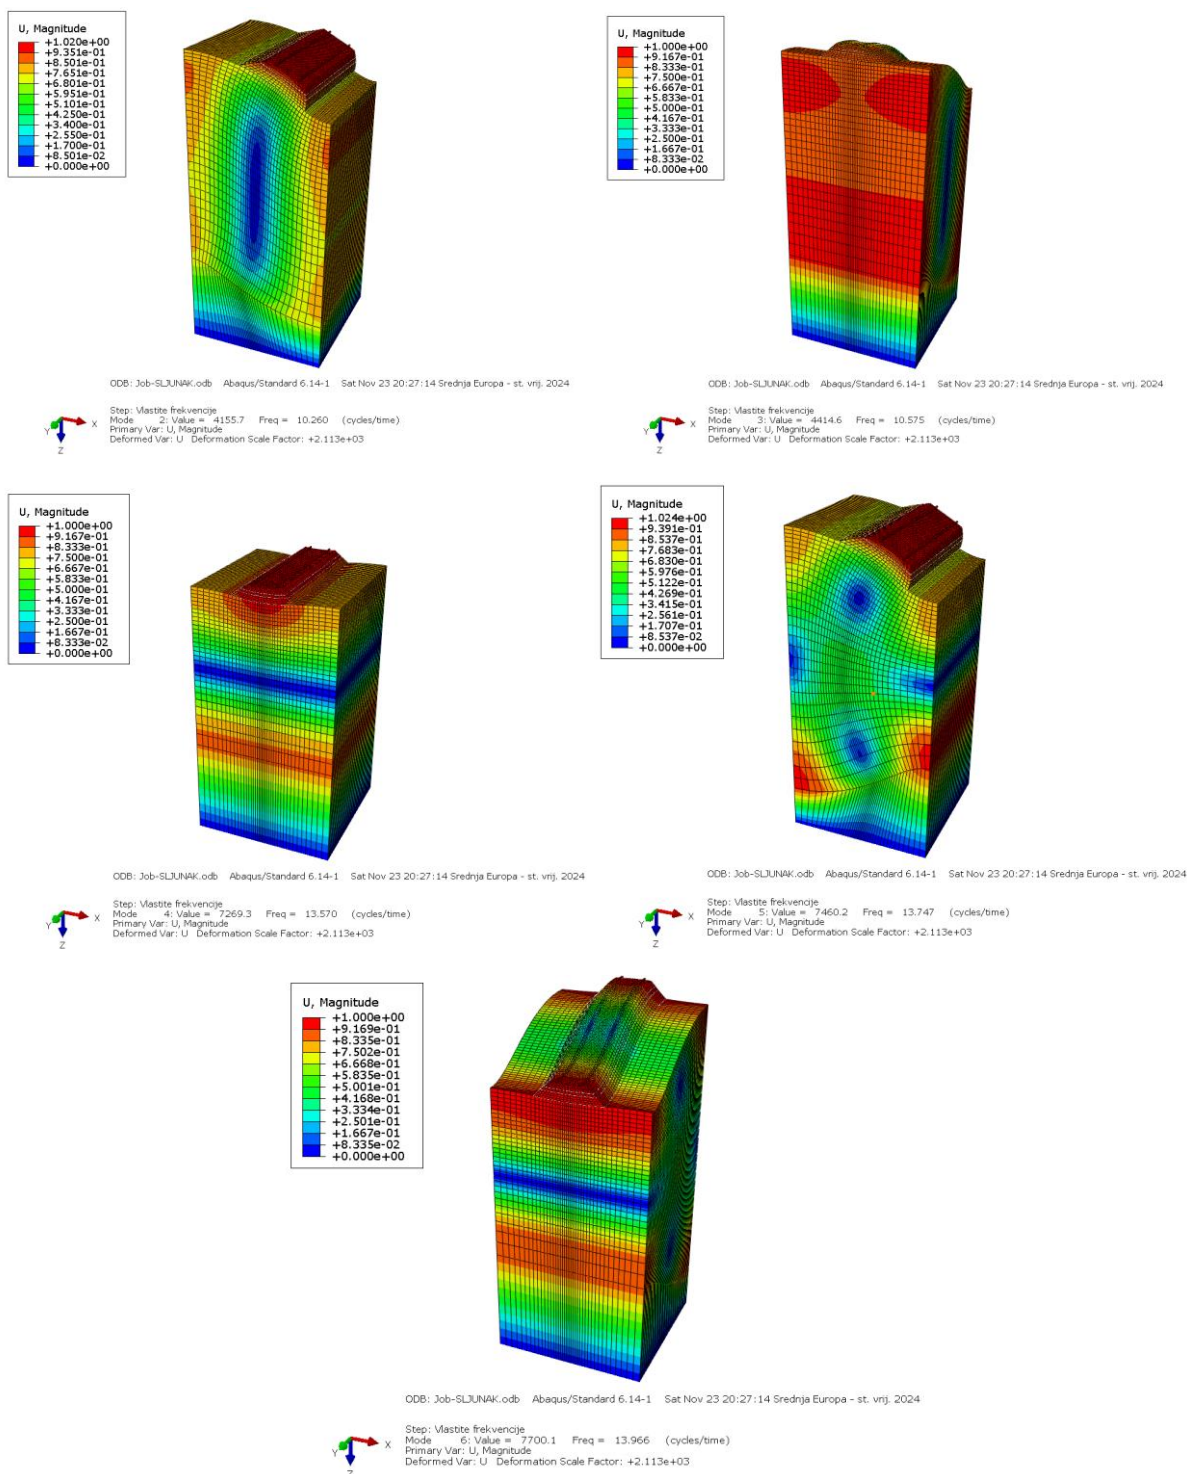 U, Magnitude
+1.020e+00
+9.351e-01
+8.501e-01
+7.651e-01
+6.801e-01
+5.951e-01
+5.101e-01
+4.250e-01
+3.400e-01
+2.550e-01
+1.700e-01
+8.501e-02
+0.000e+00
ODB: Job-SLJUNAK.odb Abaqus/Standard 6.14-1 Sat Nov 23 20:27:14 Srednja Europa - st. vrij. 2024
Step: Vlastite frekvencije
Mode 2: Value = 4155.7 Freq = 10.260 (cycles/time)
Primary Var: U, Magnitude
Deformed Var: U Deformation Scale Factor: +2.113e+03
Y X
Z
U, Magnitude
+1.000e+00
+9.167e-01
+8.333e-01
+7.500e-01
+6.667e-01
+5.833e-01
+5.000e-01
+4.167e-01
+3.333e-01
+2.500e-01
+1.667e-01
+8.333e-02
+0.000e+00
ODB: Job-SLJUNAK.odb Abaqus/Standard 6.14-1 Sat Nov 23 20:27:14 Srednja Europa - st. vrij. 2024
Step: Vlastite frekvencije
Mode 3: Value = 4414.6 Freq = 10.575 (cycles/time)
Primary Var: U, Magnitude
Deformed Var: U Deformation Scale Factor: +2.113e+03
Y X
Z
U, Magnitude
+1.000e+00
+9.167e-01
+8.333e-01
+7.500e-01
+6.667e-01
+5.833e-01
+5.000e-01
+4.167e-01
+3.333e-01
+2.500e-01
+1.667e-01
+8.333e-02
+0.000e+00
ODB: Job-SLJUNAK.odb Abaqus/Standard 6.14-1 Sat Nov 23 20:27:14 Srednja Europa - st. vrij. 2024
Step: Vlastite frekvencije
Mode 4: Value = 7269.3 Freq = 13.570 (cycles/time)
Primary Var: U, Magnitude
Deformed Var: U Deformation Scale Factor: +2.113e+03
Y X
Z
U, Magnitude
+1.024e+00
+9.391e-01
+8.537e-01
+7.683e-01
+6.830e-01
+5.976e-01
+5.122e-01
+4.269e-01
+3.415e-01
+2.561e-01
+1.707e-01
+8.537e-02
+0.000e+00
ODB: Job-SLJUNAK.odb Abaqus/Standard 6.14-1 Sat Nov 23 20:27:14 Srednja Europa - st. vrij. 2024
Step: Vlastite frekvencije
Mode 5: Value = 7460.2 Freq = 13.747 (cycles/time)
Primary Var: U, Magnitude
Deformed Var: U Deformation Scale Factor: +2.113e+03
Y X
Z
U, Magnitude
+1.000e+00
+9.169e-01
+8.335e-01
+7.502e-01
+6.668e-01
+5.835e-01
+5.001e-01
+4.168e-01
+3.334e-01
+2.501e-01
+1.667e-01
+8.335e-02
+0.000e+00
ODB: Job-SLJUNAK.odb Abaqus/Standard 6.14-1 Sat Nov 23 20:27:14 Srednja Europa - st. vrij. 2024
Step: Vlastite frekvencije
Mode 6: Value = 7700.1 Freq = 13.966 (cycles/time)
Primary Var: U, Magnitude
Deformed Var: U Deformation Scale Factor: +2.113e+03
Y X
Z